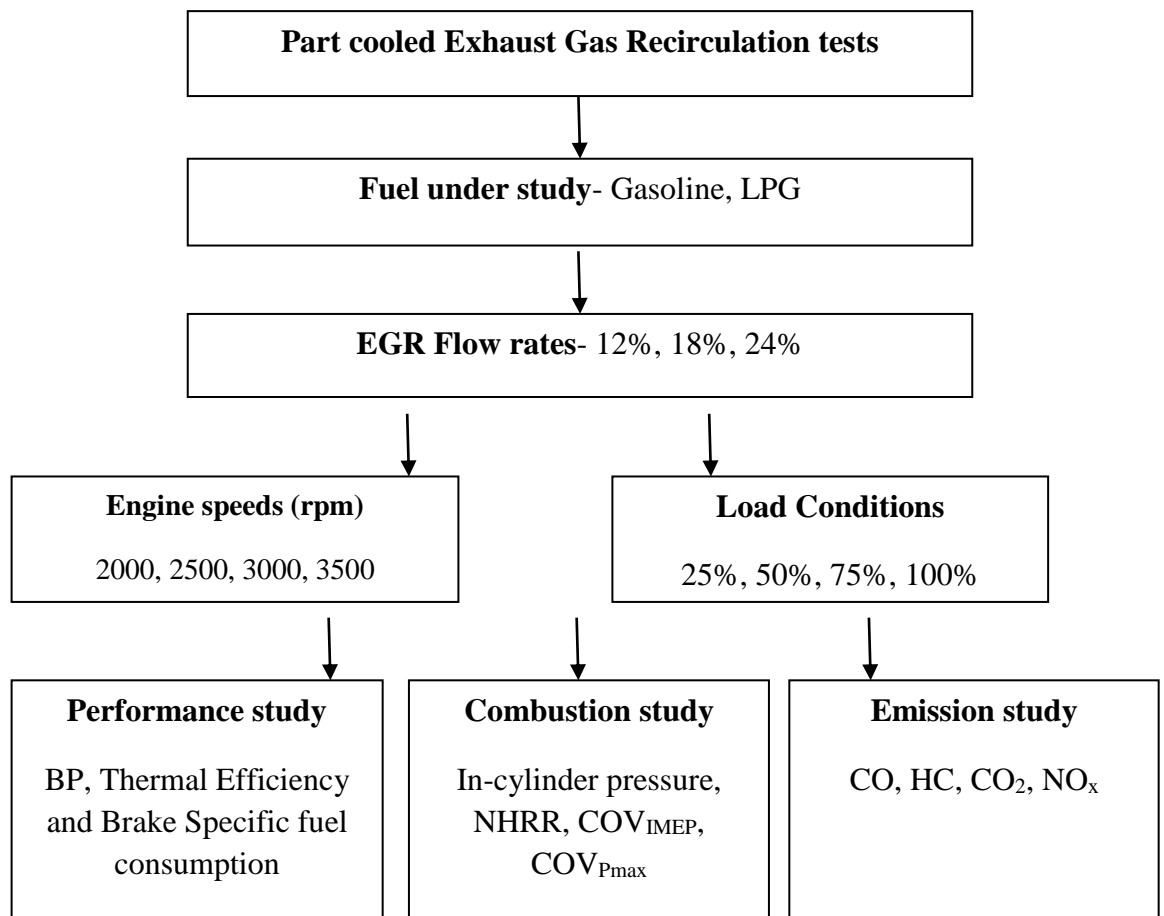 Part cooled Exhaust Gas Recirculation tests
Fuel under study- Gasoline, LPG
EGR Flow rates- 12%, 18%, 24%
Engine speeds (rpm)
2000, 2500, 3000, 3500
Load Conditions
25%, 50%, 75%, 100%
Performance study
BP, Thermal Efficiency
and Brake Specific fuel
consumption
Combustion study
In-cylinder pressure,
NHRR, COVIMEP,
COVPmax
Emission study
CO, HC, CO2, NOx